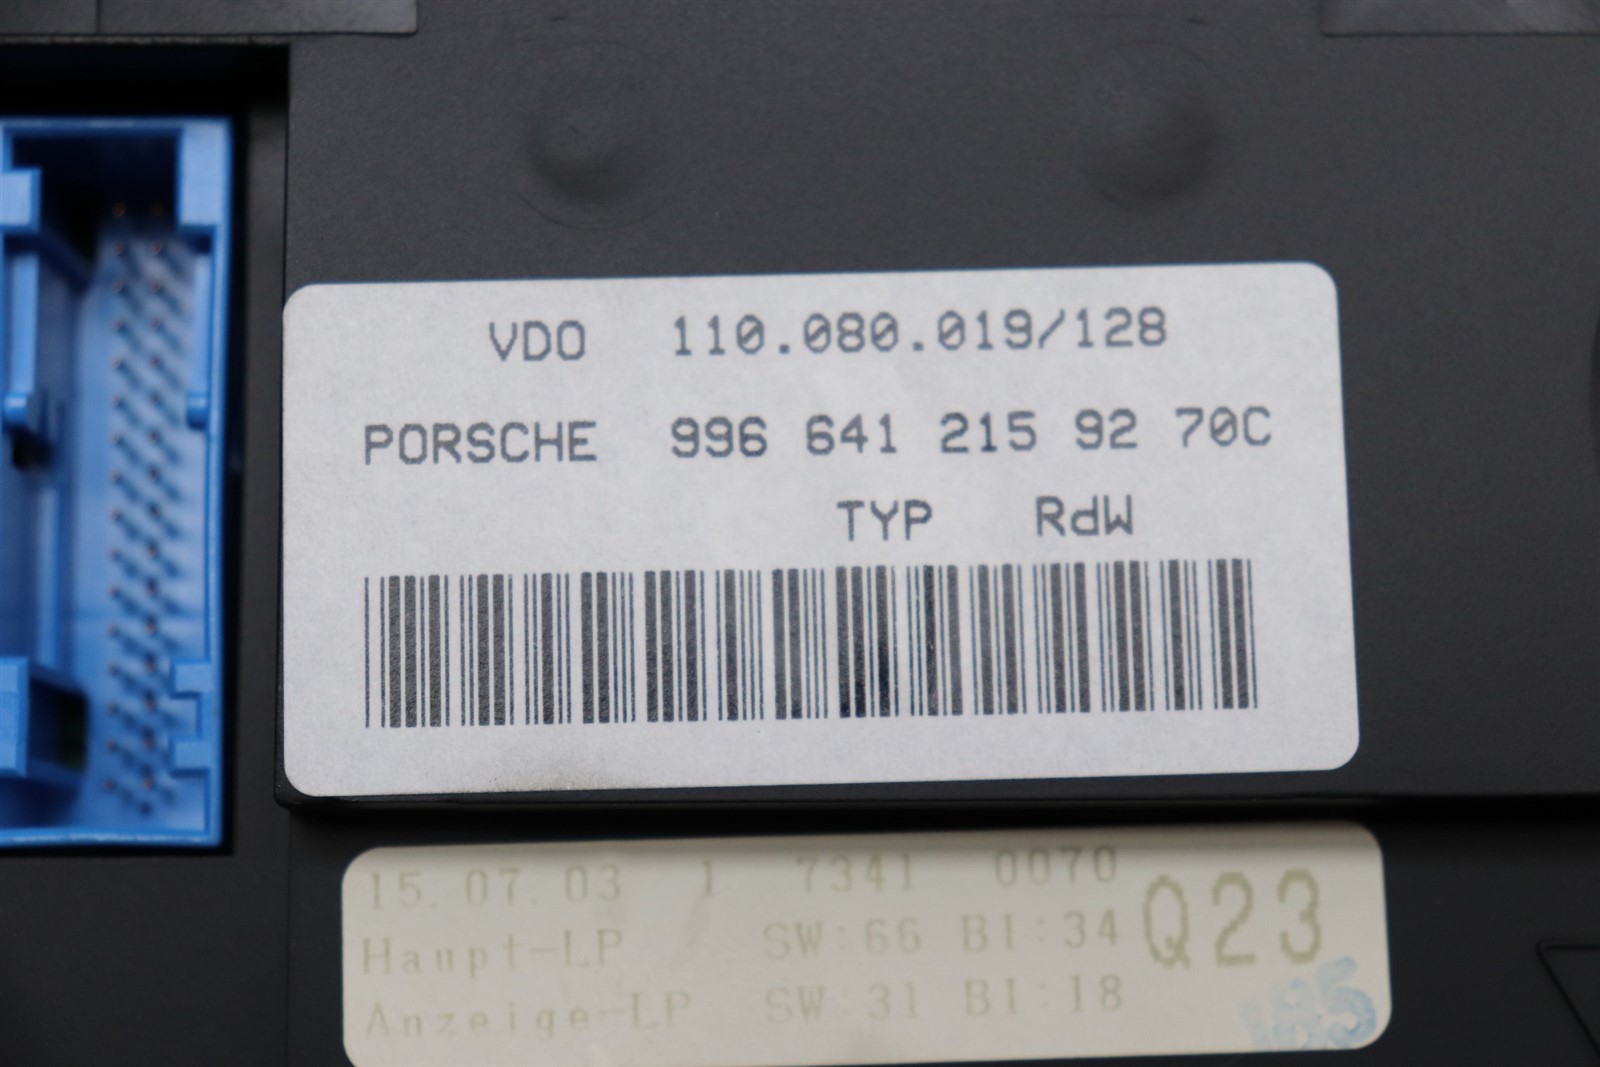 VDO 110.080.019/128
PORSCHE 996 641 215 92 70C
TYP RdW
15.07.03 1 7341 0070
Q23
Haupt-LP SW:66 BI:34
Anzeige-LP SW:31 BI:18